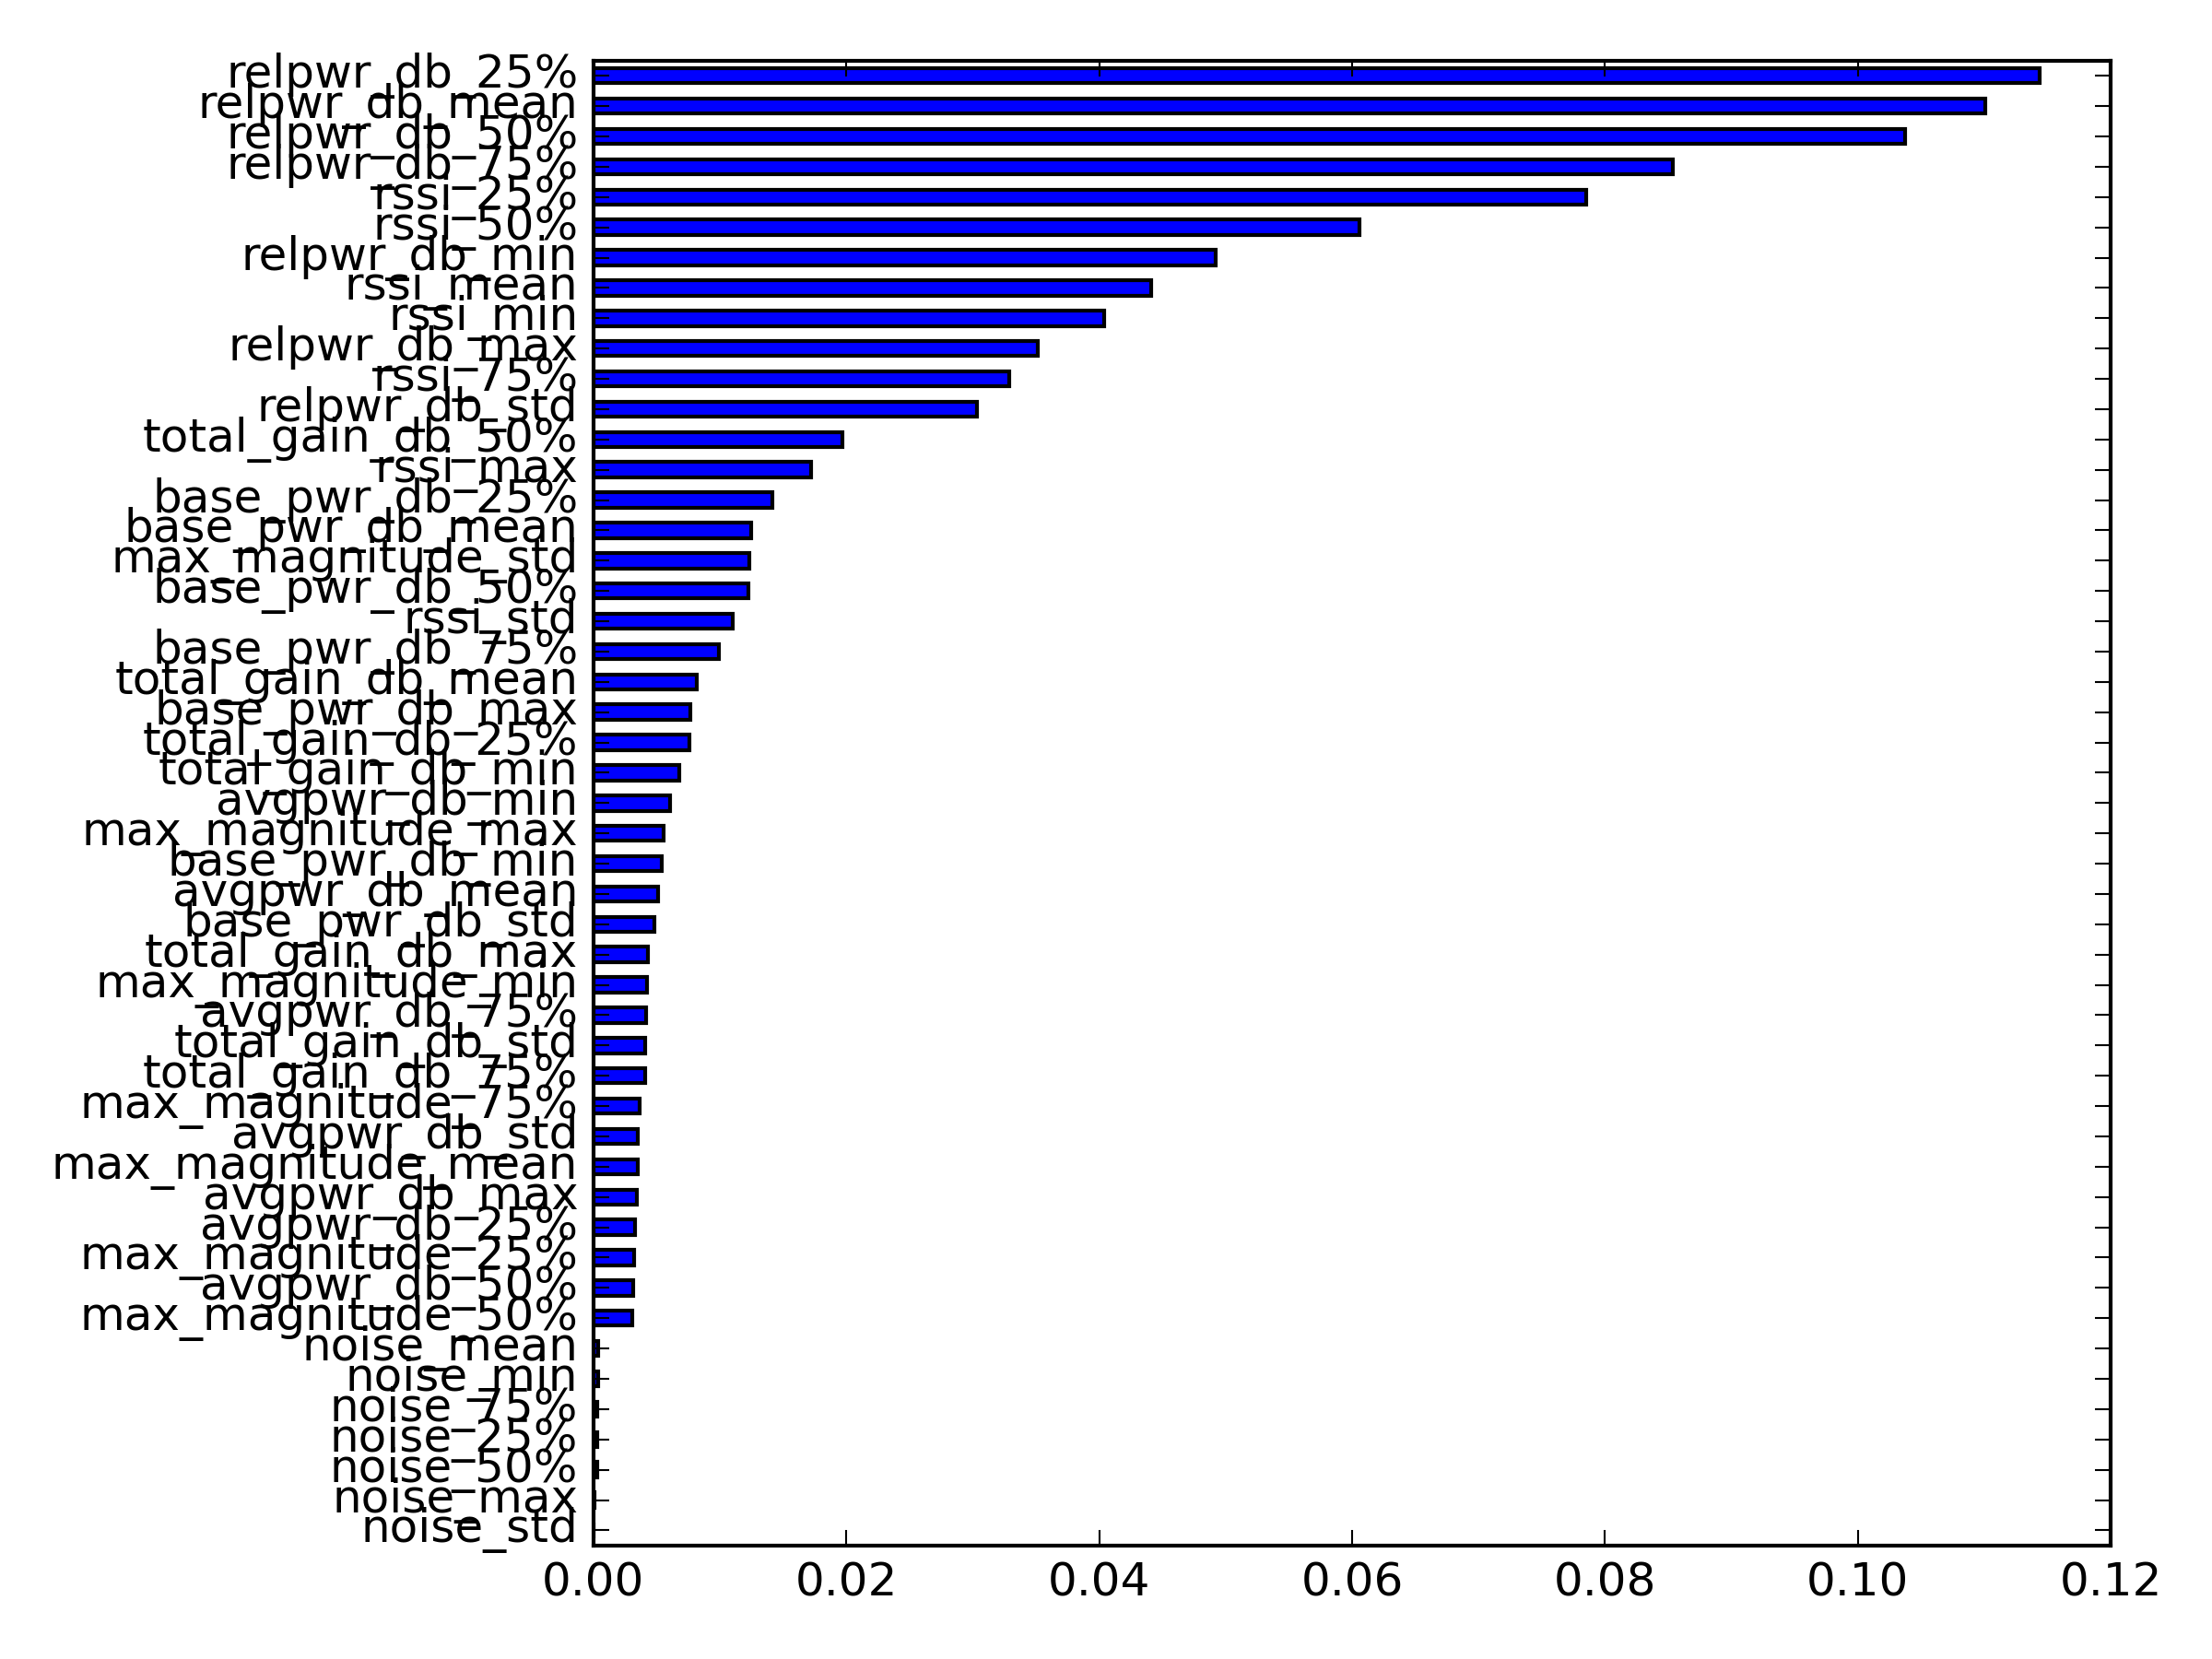 relpwr_db_25%
relpwr_db_mean
relpwr_db_50%
relpwr_db_75%
rssi_25%
rssi_50%
relpwr_db_min
rssi_mean
rssi_min
relpwr_db_max
rssi_75%
relpwr_db_std
total_gain_db_50%
rssi_max
base_pwr_db_25%
base_pwr_db_mean
max_magnitude_std
base_pwr_db_50%
rssi_std
base_pwr_db_75%
total_gain_db_mean
base_pwr_db_max
total_gain_db_25%
total_gain_db_min
avgpwr_db_min
max_magnitude_max
base_pwr_db_min
avgpwr_db_mean
base_pwr_db_std
total_gain_db_max
max_magnitude_min
avgpwr_db_75%
total_gain_db_std
total_gain_db_75%
max_magnitude_75%
avgpwr_db_std
max_magnitude_mean
avgpwr_db_max
avgpwr_db_25%
max_magnitude_25%
avgpwr_db_50%
max_magnitude_50%
noise_mean
noise_min
noise_75%
noise_25%
noise_50%
noise_max
noise_std
0.00 0.02 0.04 0.06 0.08 0.10 0.12